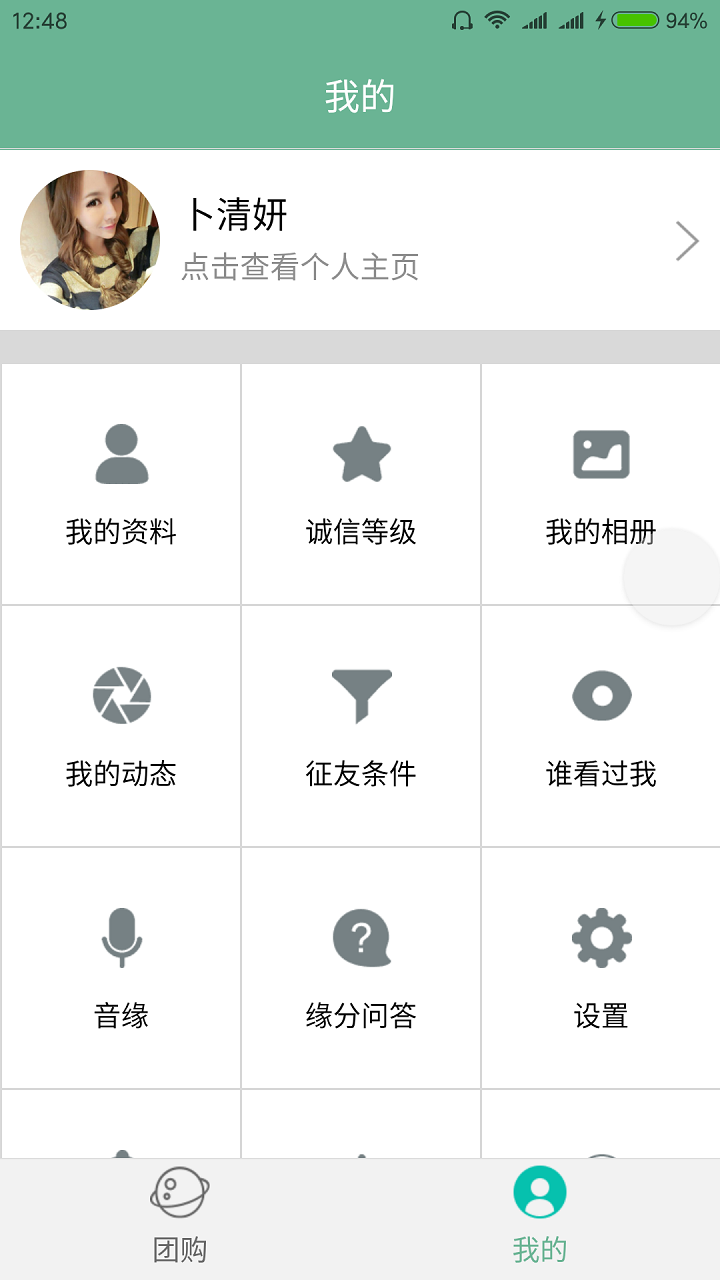 12:48
94%
我的
卜清妍
点击查看个人主页
我的资料
诚信等级
我的相册
我的动态
征友条件
谁看过我
音缘
缘分问答
设置
团购
我的